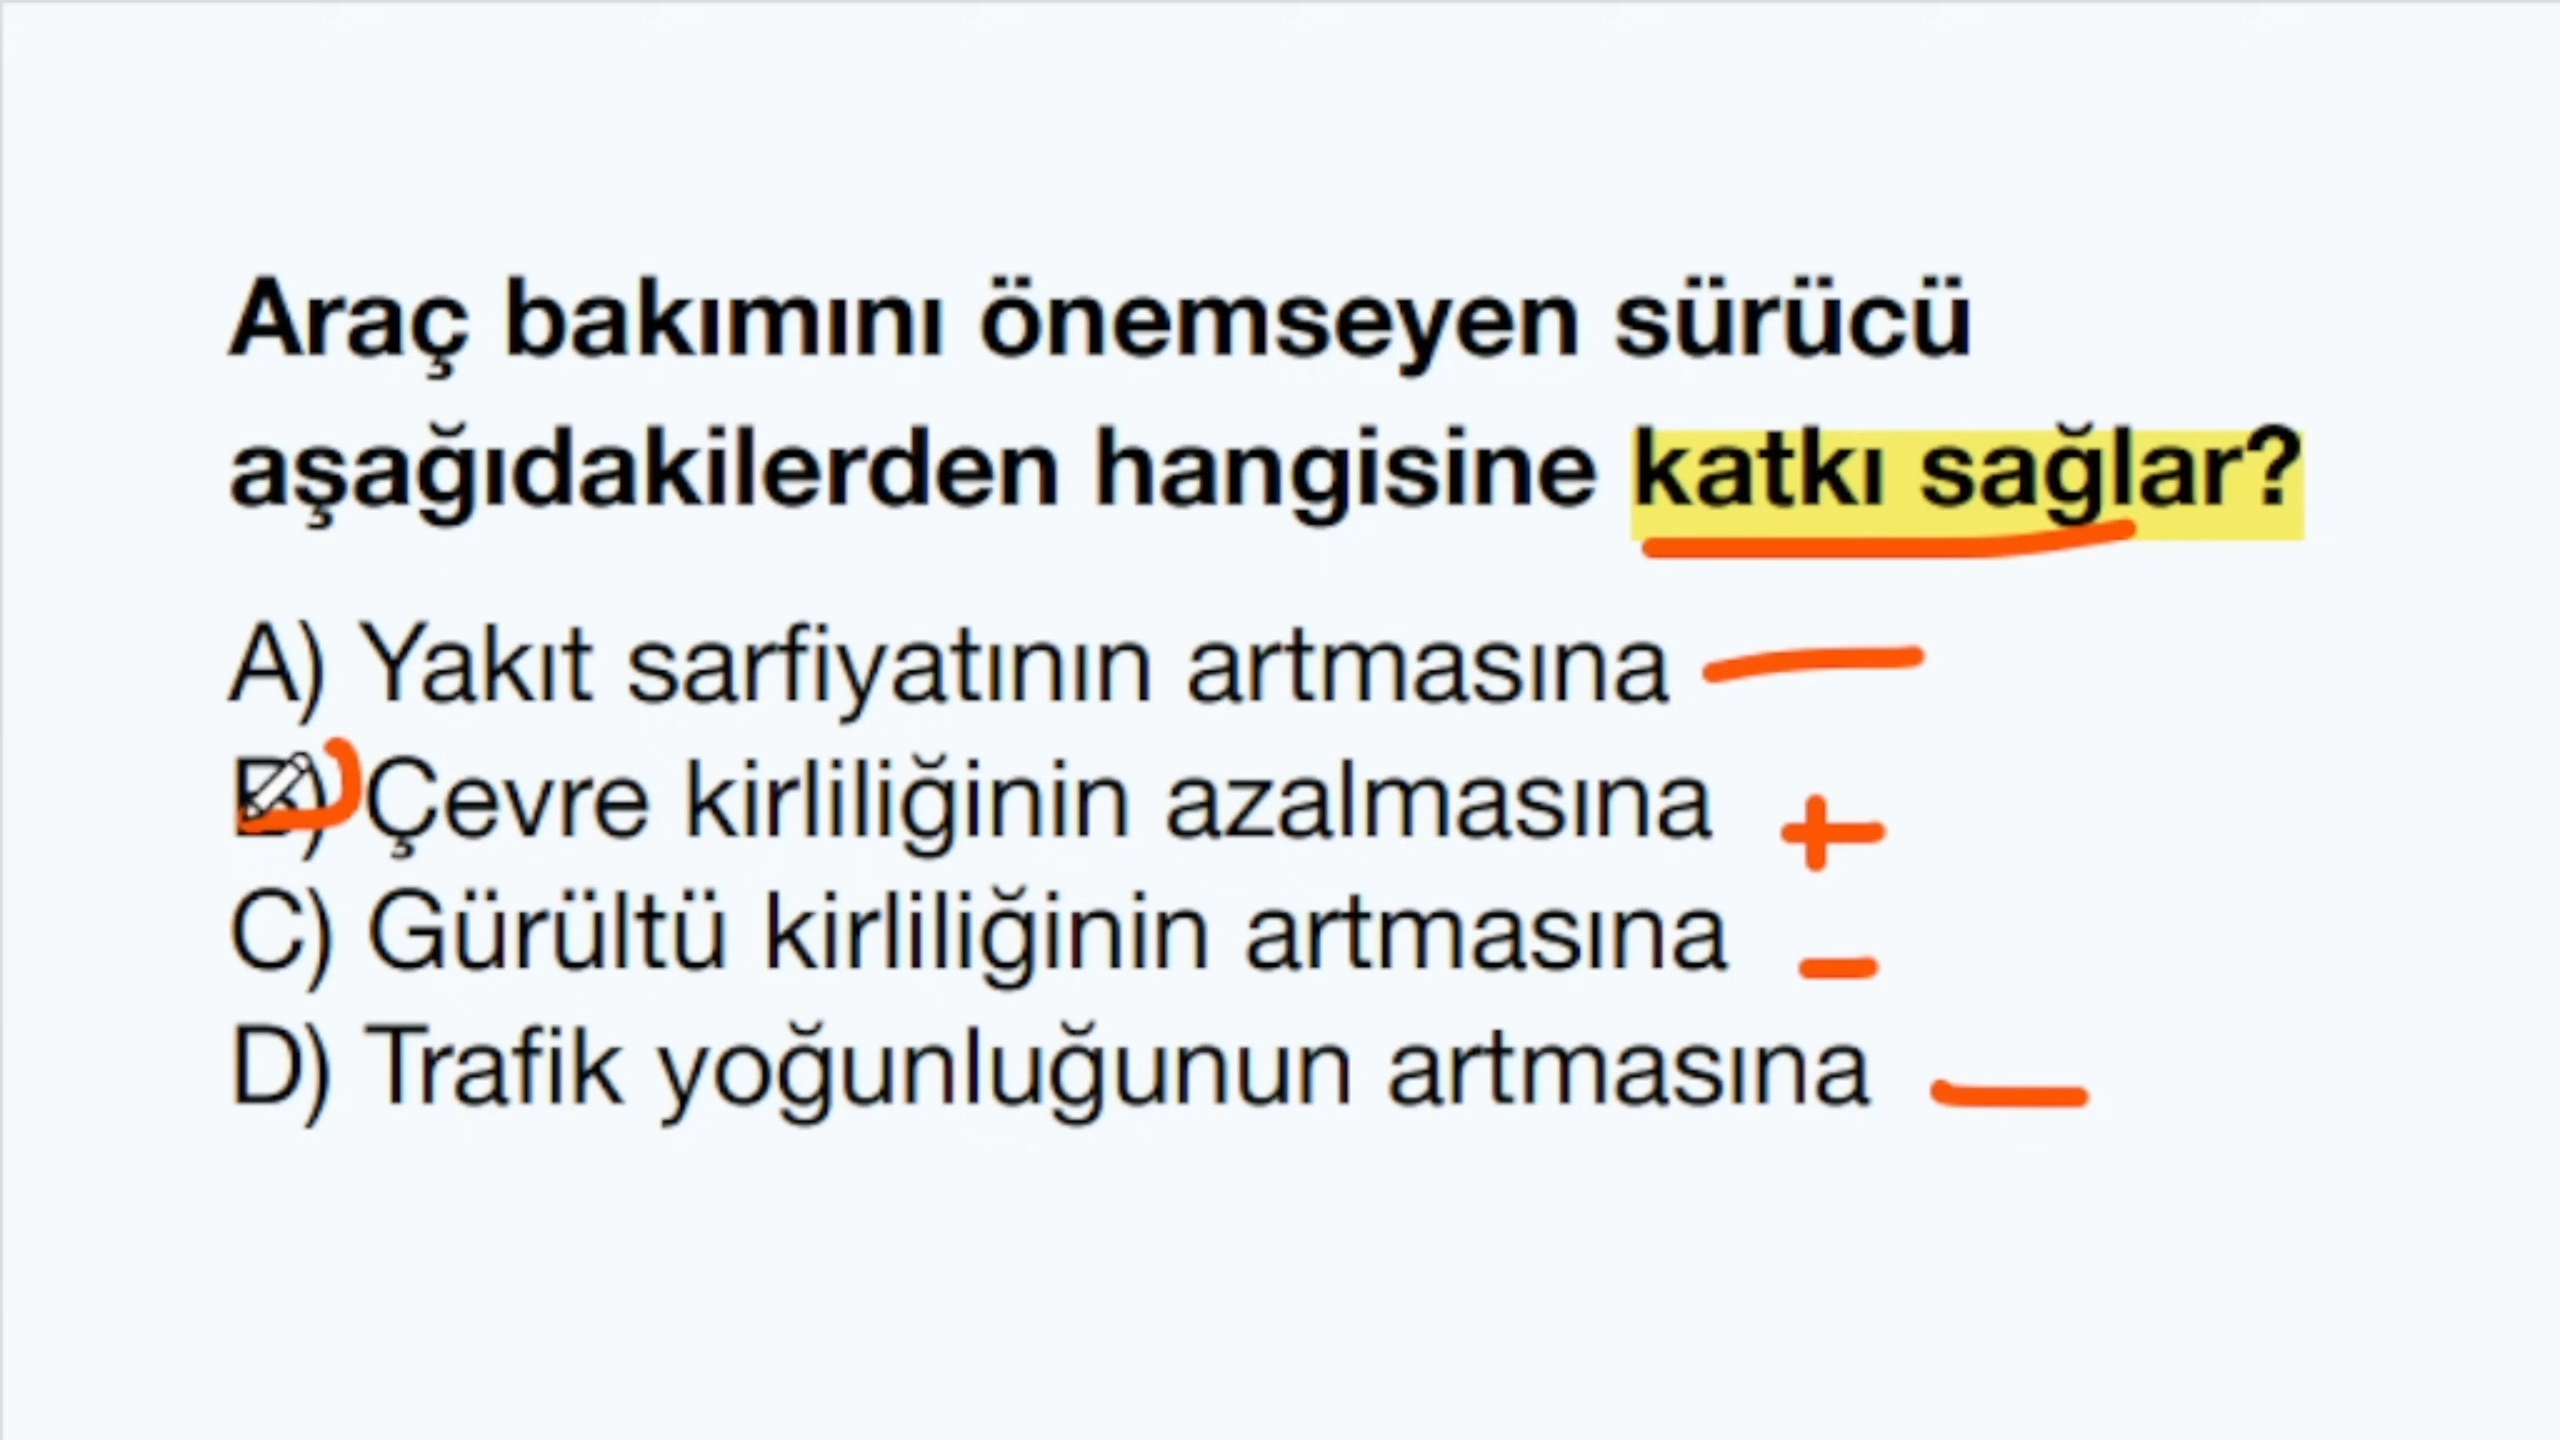 Araç bakımını önemseyen sürücü
aşağıdakilerden hangisine katkı sağlar?
A) Yakıt sarfiyatının artmasına —
B) Çevre kirliliğinin azalmasına +
C) Gürültü kirliliğinin artmasına -
D) Trafik yoğunluğunun artmasına —